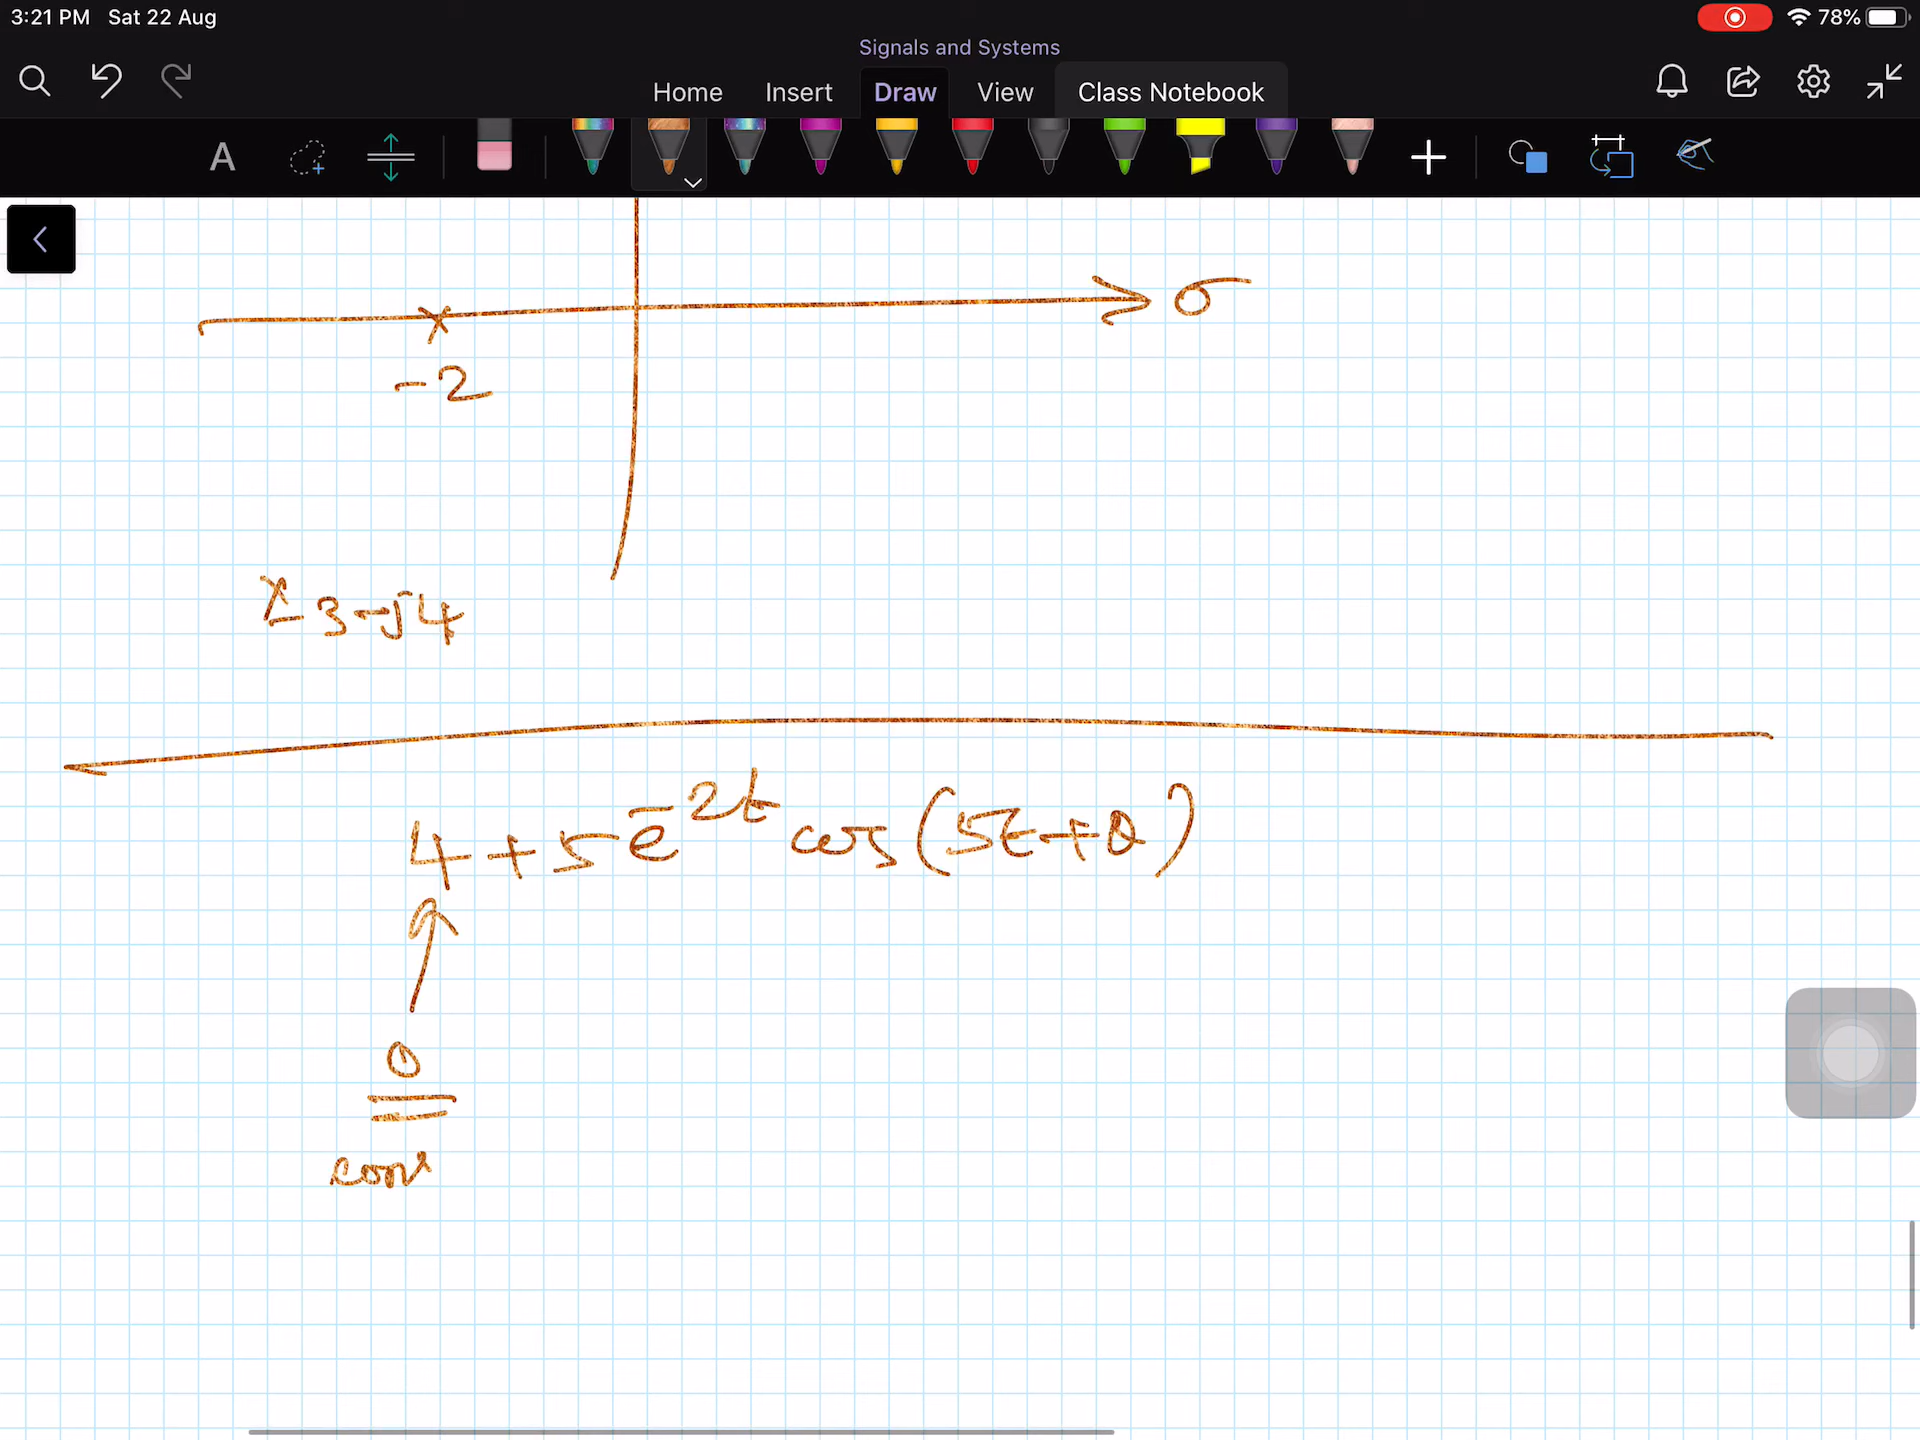 3:21 PM Sat 22 Aug
78%
Signals and Systems
Home Insert Draw View Class Notebook
A
σ
-2
-3-j4
4+5e^-2t cos(5t+θ)
0